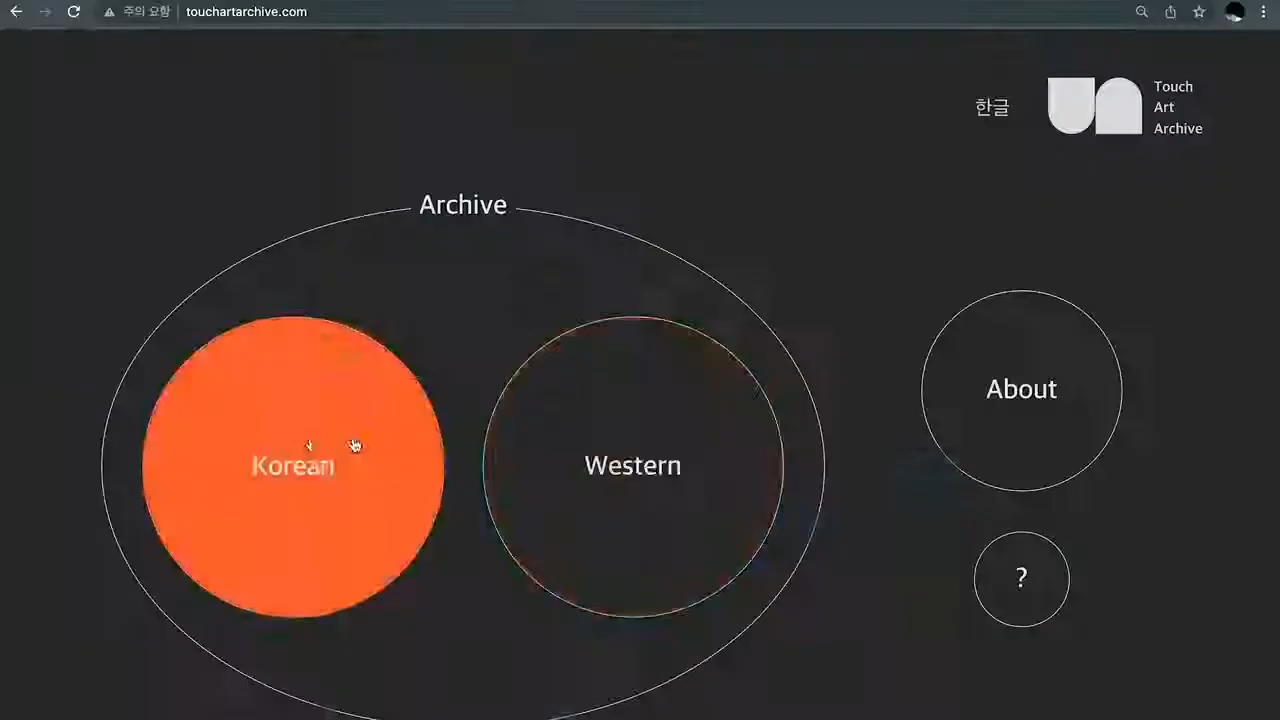 주의 요함 touchartarchive.com
한글
Touch
Art
Archive
Archive
Korean
Western
About
?